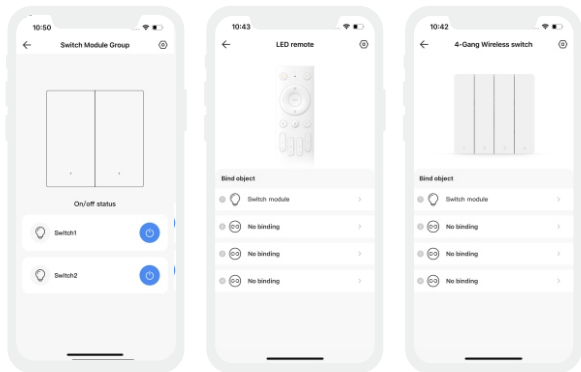 10:50
Switch Module Group
On/off status
Switch1
Switch2
10:43
LED remote
Bind object
Switch module
No binding
No binding
No binding
10:42
4-Gang Wireless switch
Bind object
Switch module
No binding
No binding
No binding